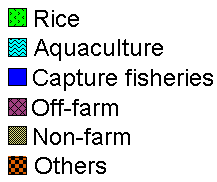 Rice
Aquaculture
Capture fisheries
Off-farm
Non-farm
Others